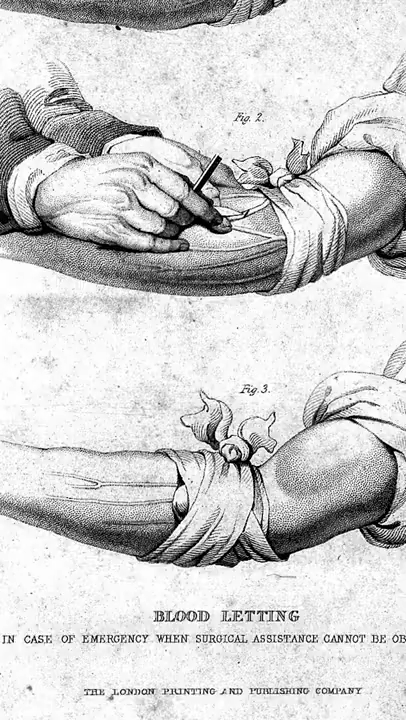 Fig. 2.
Fig. 3.
BLOOD LETTING
IN CASE OF EMERGENCY WHEN SURGICAL ASSISTANCE CANNOT BE OB
THE LONDON PRINTING AND PUBLISHING COMPANY